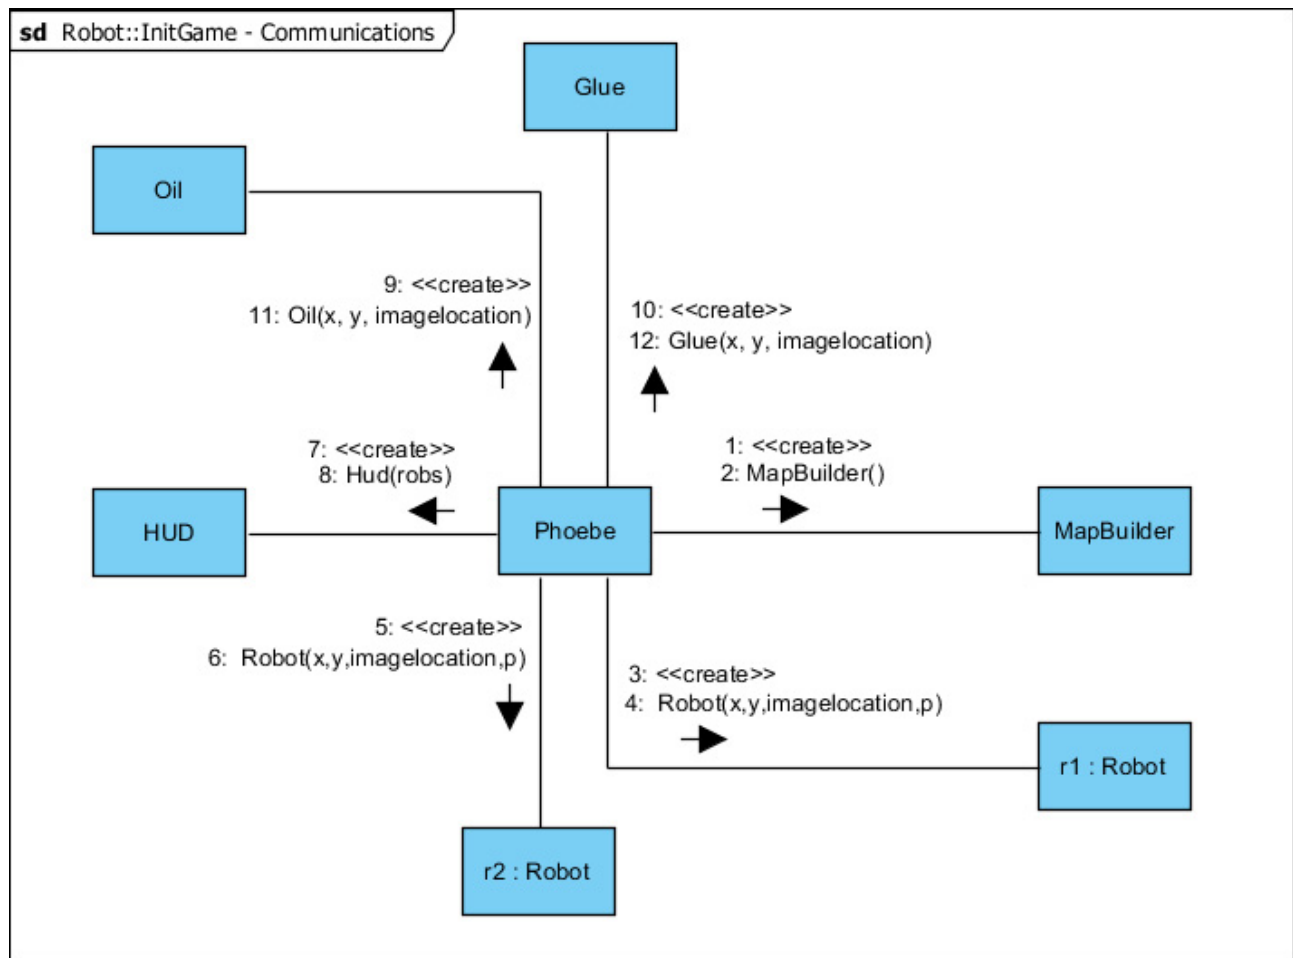 sd Robot::InitGame - Communications
Glue
Oil
9: <<create>>
11: Oil(x, y, imagelocation)
10: <<create>>
12: Glue(x, y, imagelocation)
7: <<create>>
8: Hud(robs)
1: <<create>>
2: MapBuilder()
HUD
Phoebe
MapBuilder
5: <<create>>
6: Robot(x,y,imagelocation,p)
3: <<create>>
4: Robot(x,y,imagelocation,p)
r1 : Robot
r2 : Robot